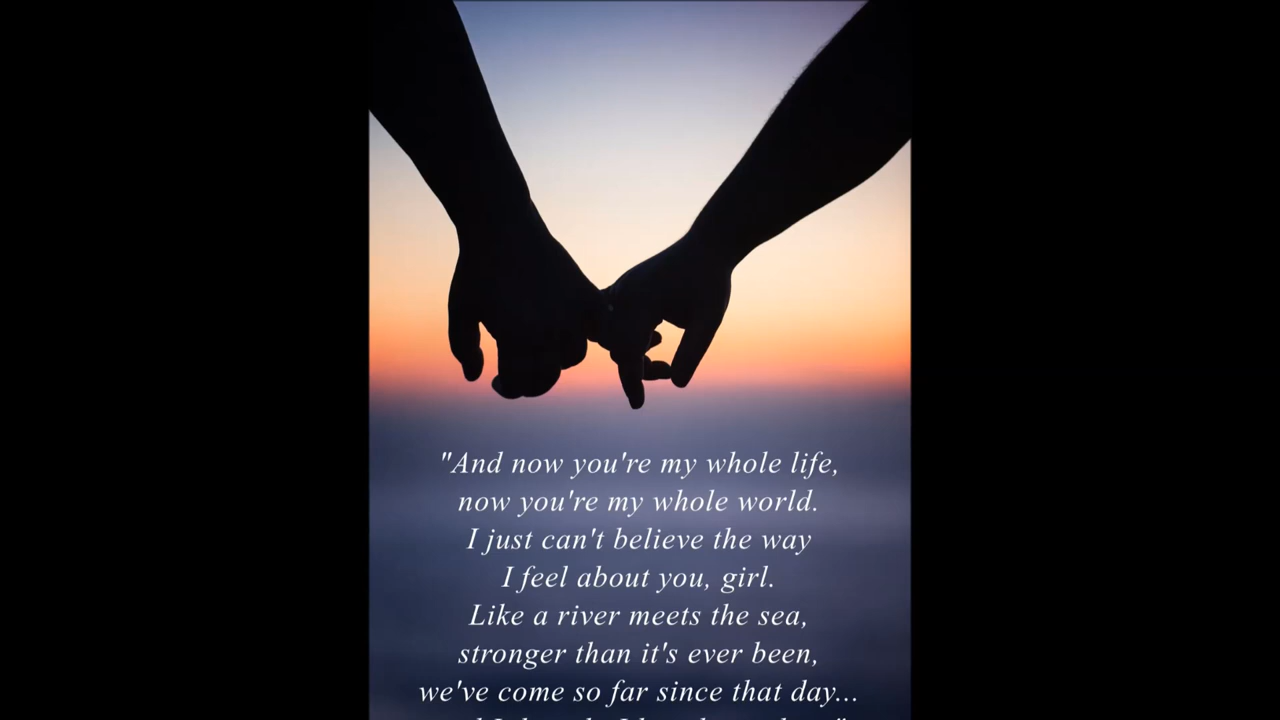 "And now you're my whole life,
now you're my whole world.
I just can't believe the way
I feel about you, girl.
Like a river meets the sea,
stronger than it's ever been,
we've come so far since that day...